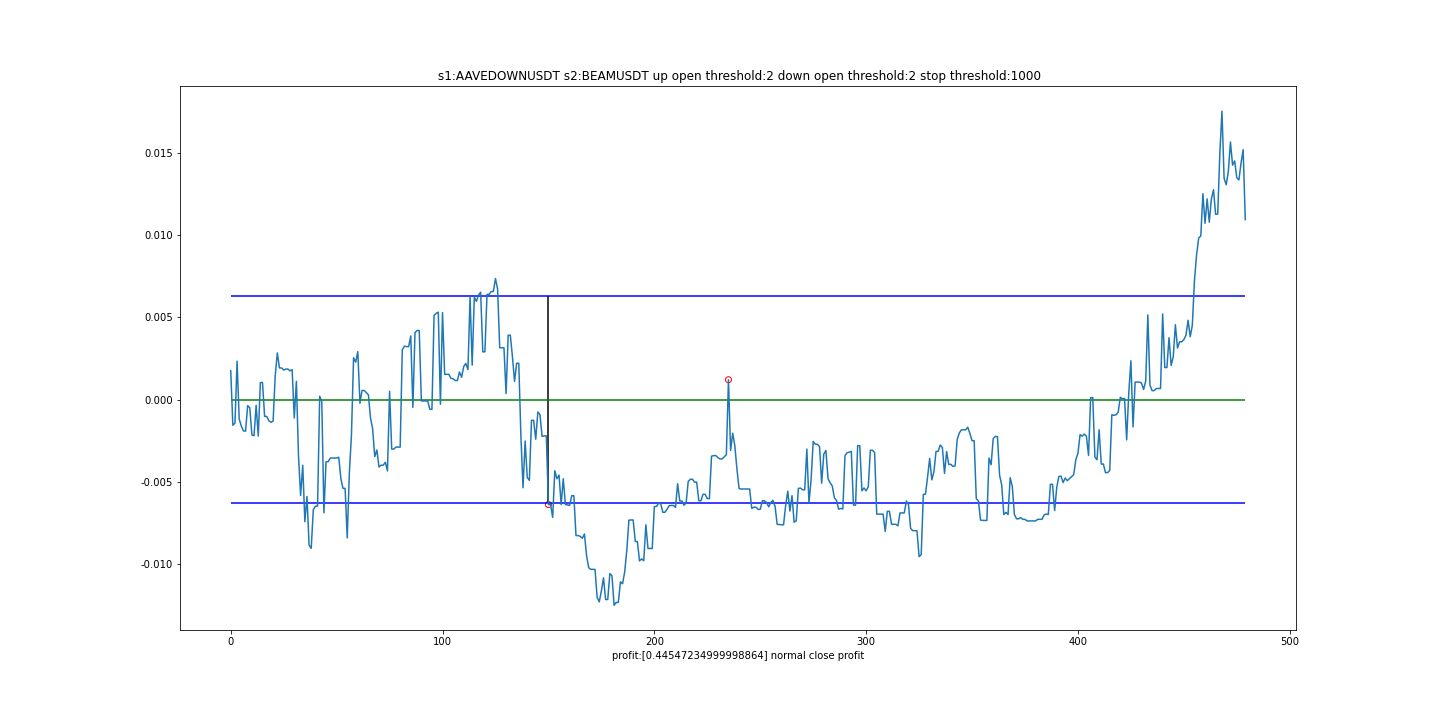 s1:AAVEDOWNUSDT s2:BEAMUSDT up open threshold:2 down open threshold:2 stop threshold:1000
0.015
0.010
0.005
0.000
-0.005
-0.010
0 100 200 300 400 500
profit:[0.44547234999998864] normal close profit